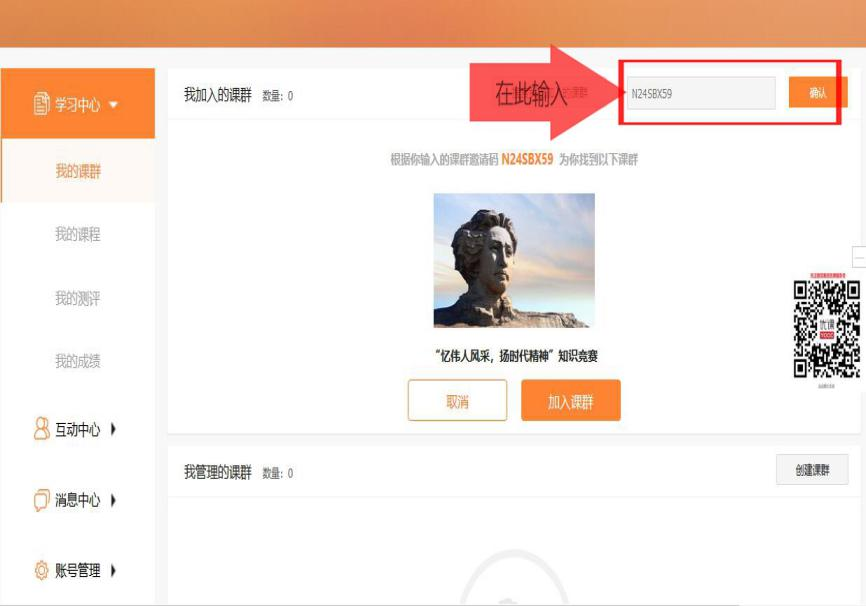 学习中心
我的课群
我的课程
我的测评
我的成绩
互动中心
消息中心
账号管理
我加入的课群 数量: 0
在此输入
N24SBX59
确认
根据你输入的课群邀请码 N24SBX59 为你找到以下课群
“忆伟人风采，扬时代精神”知识竞赛
取消
加入课群
我管理的课群 数量: 0
创建课群
优课